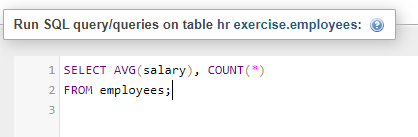 Run SQL query/queries on table hr exercise.employees:
1 SELECT AVG(salary), COUNT(*)
2 FROM employees;
3